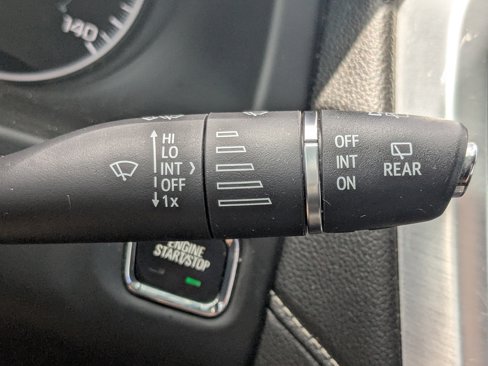 140
HI
LO
INT
OFF
1x
OFF
INT
ON
REAR
ENGINE
START/STOP